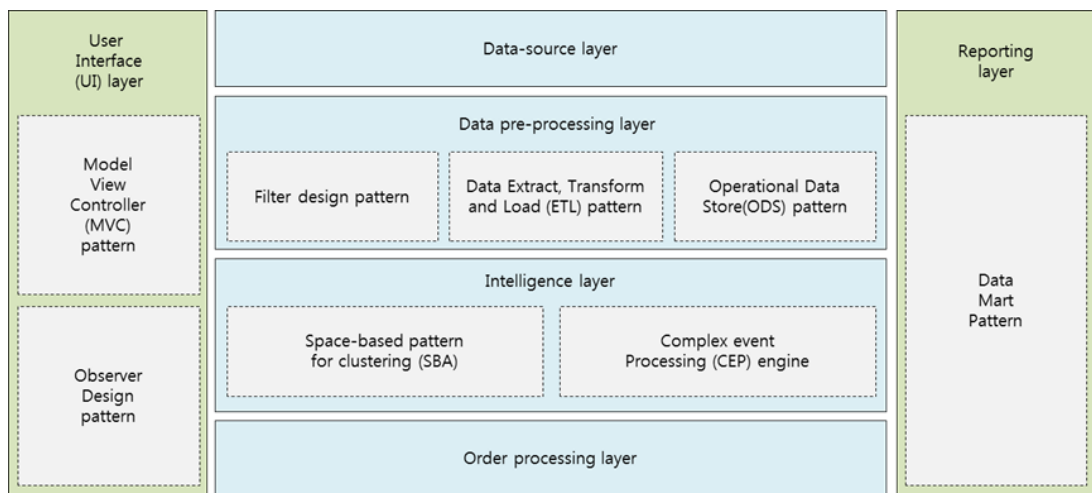 User
Interface
(UI) layer
Model
View
Controller
(MVC)
pattern
Observer
Design
pattern
Data-source layer
Data pre-processing layer
Filter design pattern
Data Extract, Transform
and Load (ETL) pattern
Operational Data
Store(ODS) pattern
Intelligence layer
Space-based pattern
for clustering (SBA)
Complex event
Processing (CEP) engine
Order processing layer
Reporting
layer
Data
Mart
Pattern